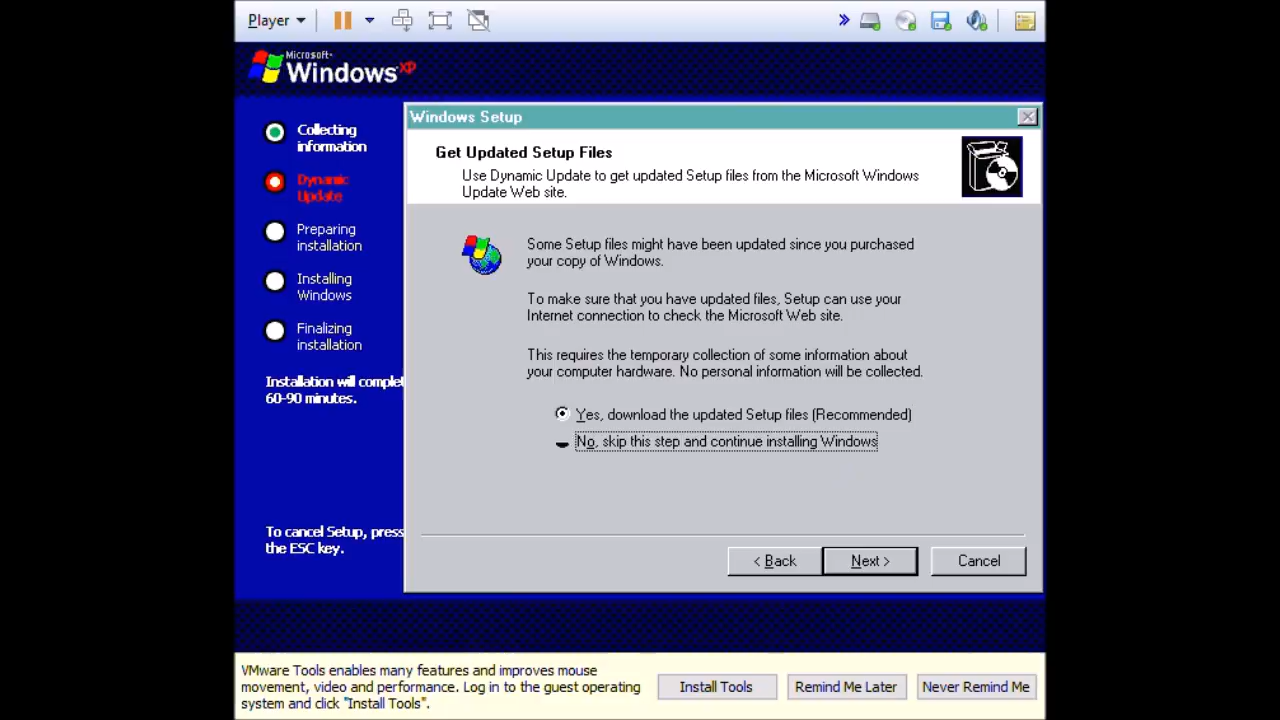 Player
Microsoft
Windows xp
Windows Setup
Collecting
information
Dynamic
Update
Preparing
installation
Installing
Windows
Finalizing
installation
Installation will complet
60-90 minutes.
To cancel Setup, press
the ESC key.
Get Updated Setup Files
Use Dynamic Update to get updated Setup files from the Microsoft Windows
Update Web site.
Some Setup files might have been updated since you purchased
your copy of Windows.
To make sure that you have updated files, Setup can use your
Internet connection to check the Microsoft Web site.
This requires the temporary collection of some information about
your computer hardware. No personal information will be collected.
Yes, download the updated Setup files (Recommended)
No, skip this step and continue installing Windows
< Back
Next >
Cancel
VMware Tools enables many features and improves mouse
movement, video and performance. Log in to the guest operating
system and click "Install Tools".
Install Tools
Remind Me Later
Never Remind Me